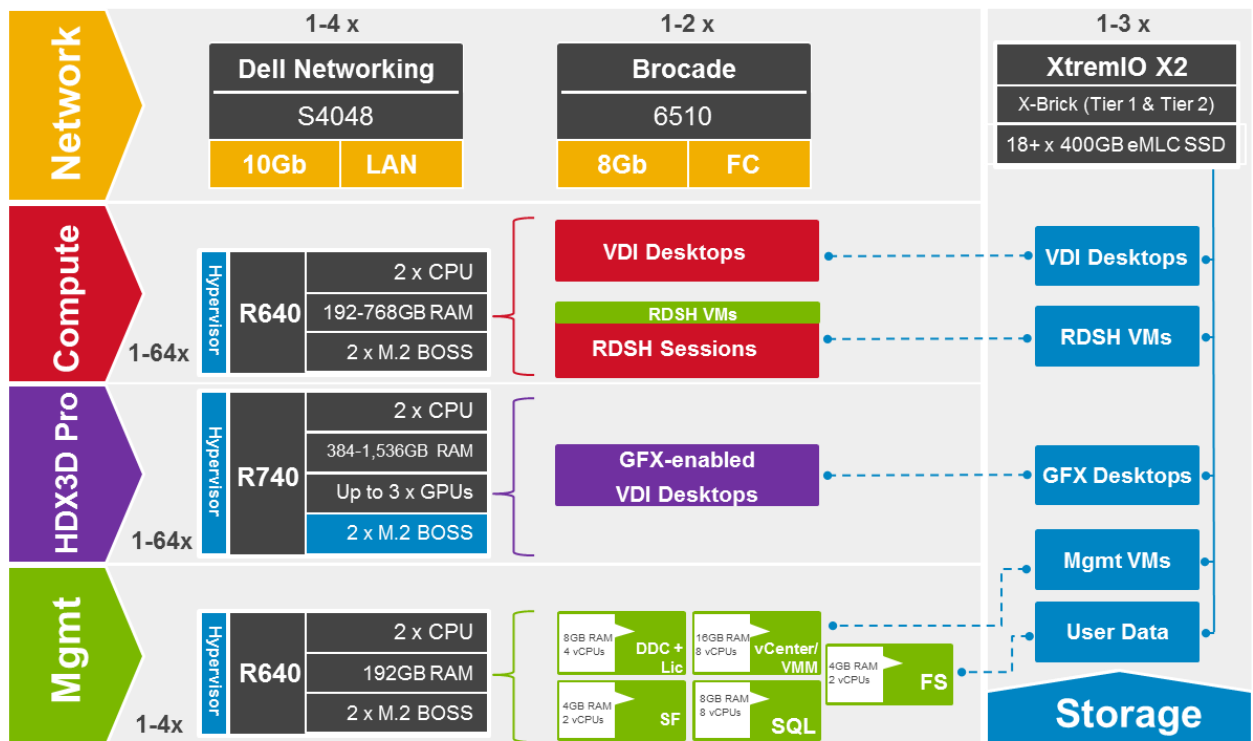 Network
1-4 x
Dell Networking
S4048
10Gb
LAN
1-2 x
Brocade
6510
8Gb
FC
1-3 x
XtremIO X2
X-Brick (Tier 1 & Tier 2)
18+ x 400GB eMLC SSD
Compute
1-64x
Hypervisor
R640
2 x CPU
192-768GB RAM
2 x M.2 BOSS
VDI Desktops
RDSH VMs
RDSH Sessions
VDI Desktops
RDSH VMs
HDX3D Pro
1-64x
Hypervisor
R740
2 x CPU
384-1,536GB RAM
Up to 3 x GPUs
2 x M.2 BOSS
GFX-enabled
VDI Desktops
GFX Desktops
Mgmt
1-4x
Hypervisor
R640
2 x CPU
192GB RAM
2 x M.2 BOSS
8GB RAM
4 vCPUs
DDC +
Lic
16GB RAM
8 vCPUs
vCenter/
VMM
4GB RAM
2 vCPUs
SF
8GB RAM
8 vCPUs
SQL
4GB RAM
2 vCPUs
FS
Mgmt VMs
User Data
Storage